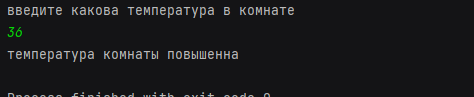 введите какова температура в комнате
36
температура комнаты повышенна
Process finished with exit code 0